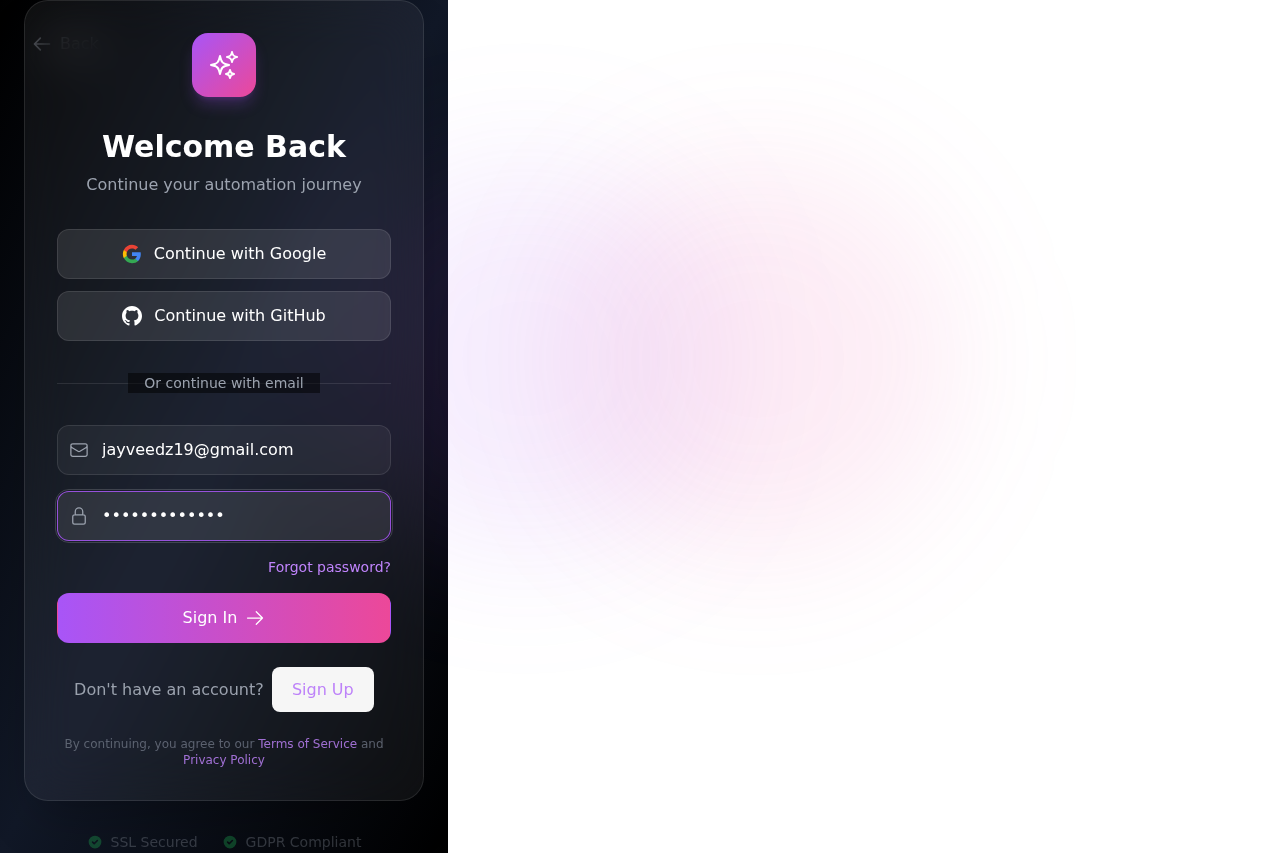 Back
Welcome Back
Continue your automation journey
Continue with Google
Continue with GitHub
Or continue with email
jayveedz19@gmail.com
•••••••••••••
Forgot password?
Sign In
Don't have an account? Sign Up
By continuing, you agree to our Terms of Service and
Privacy Policy
SSL Secured GDPR Compliant